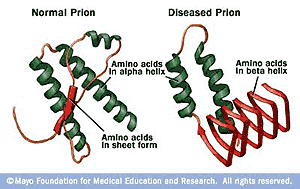 Normal Prion
Diseased Prion
Amino acids
in alpha helix
Amino acids
in beta helix
Amino acids
in sheet form
©Mayo Foundation for Medical Education and Research. All rights reserved.